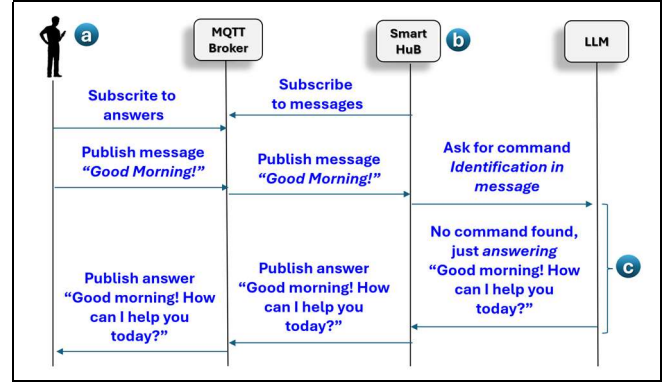 a
MQTT
Broker
Smart
HuB
b
LLM
Subscrite to
answers
Subscribe
to messages
Publish message
“Good Morning!”
Publish message
“Good Morning!”
Ask for command
Identification in
message
No command found,
just answering
“Good morning! How
can I help you
today?”
c
Publish answer
“Good morning! How
can I help you
today?”
Publish answer
“Good morning! How
can I help you
today?”